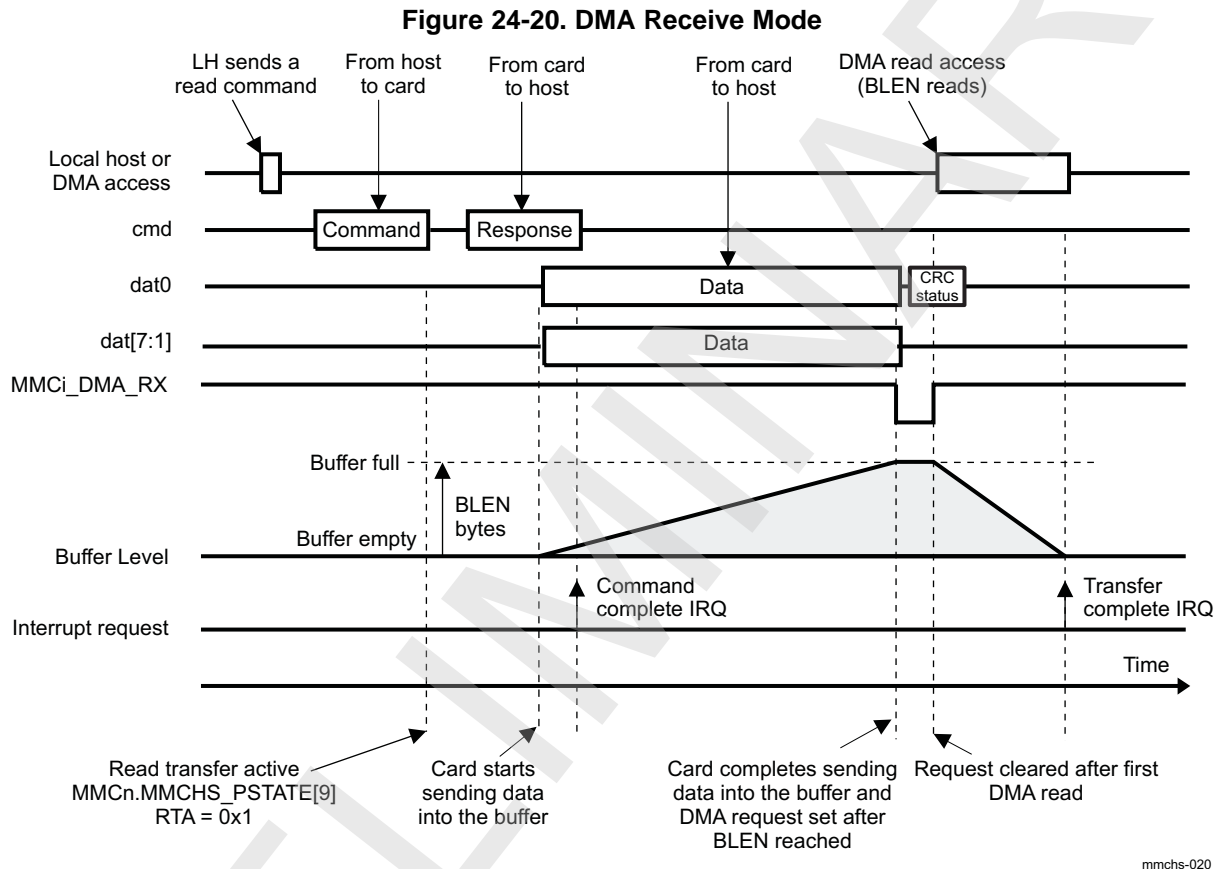 Figure 24-20. DMA Receive Mode
LH sends a
read command
From host
to card
From card
to host
From card
to host
DMA read access
(BLEN reads)
Local host or
DMA access
cmd
Command
Response
dat0
Data
CRC
status
dat[7:1]
Data
MMCi_DMA_RX
Buffer full
BLEN
bytes
Buffer empty
Buffer Level
Command
complete IRQ
Transfer
complete IRQ
Interrupt request
Time
Read transfer active
MMCn.MMCHS_PSTATE[9]
RTA = 0x1
Card starts
sending data
into the buffer
Card completes sending
data into the buffer and
DMA request set after
BLEN reached
Request cleared after first
DMA read
mmchs-020